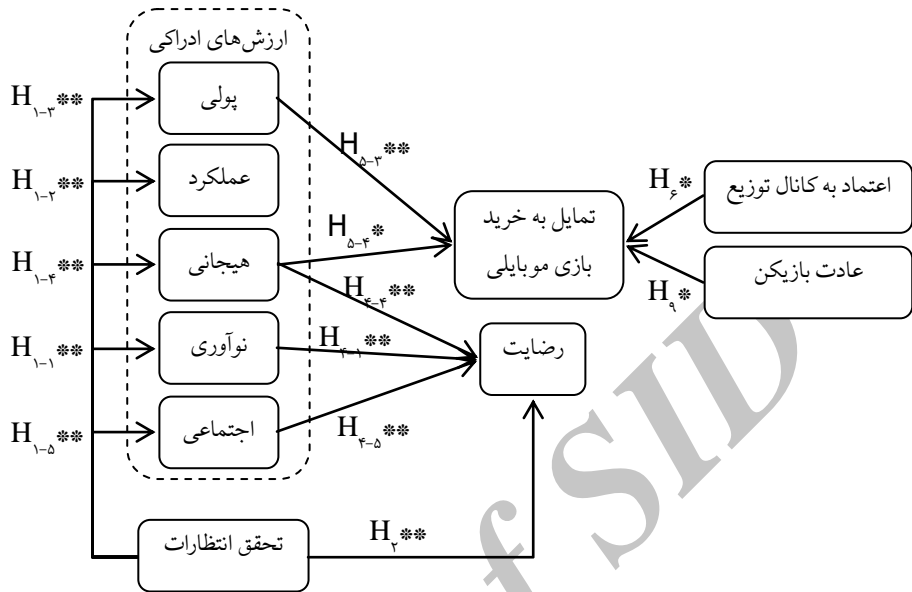 ارزش‌های ادراکی
پولی
عملکرد
هیجانی
نوآوری
اجتماعی
تحقق انتظارات
تمایل به خرید
بازی موبایلی
رضایت
اعتماد به کانال توزیع
عادت بازیکن
H۱-۳**
H۱-۲**
H۱-۴**
H۱-۱**
H۱-۵**
H۵-۳**
H۵-۴*
H۴-۴**
H۴-۱**
H۴-۵**
H۲**
H۶*
H۹*
f SID